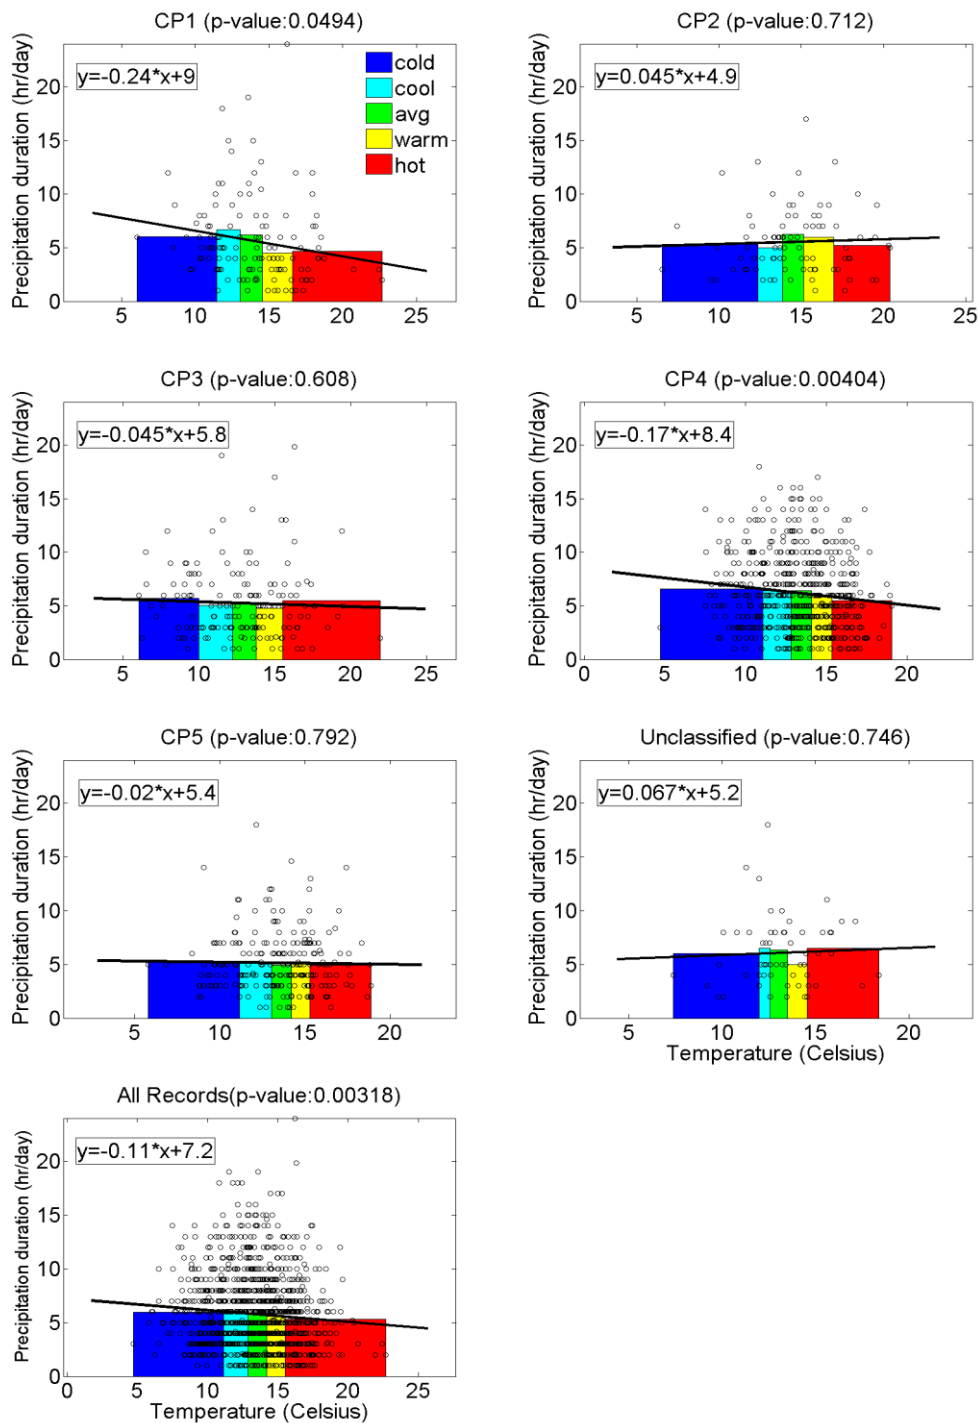 CP1 (p-value:0.0494)
y=-0.24*x+9
cold
cool
avg
warm
hot
Precipitation duration (hr/day)
20
15
10
5
0
5 10 15 20 25
CP2 (p-value:0.712)
y=0.045*x+4.9
Precipitation duration (hr/day)
20
15
10
5
0
5 10 15 20 25
CP3 (p-value:0.608)
y=-0.045*x+5.8
Precipitation duration (hr/day)
20
15
10
5
0
5 10 15 20 25
CP4 (p-value:0.00404)
y=-0.17*x+8.4
Precipitation duration (hr/day)
20
15
10
5
0
0 5 10 15 20
CP5 (p-value:0.792)
y=-0.02*x+5.4
Precipitation duration (hr/day)
20
15
10
5
0
5 10 15 20
Unclassified (p-value:0.746)
y=0.067*x+5.2
Precipitation duration (hr/day)
20
15
10
5
0
5 10 15 20
Temperature (Celsius)
All Records(p-value:0.00318)
y=-0.11*x+7.2
Precipitation duration (hr/day)
20
15
10
5
0
0 5 10 15 20 25
Temperature (Celsius)